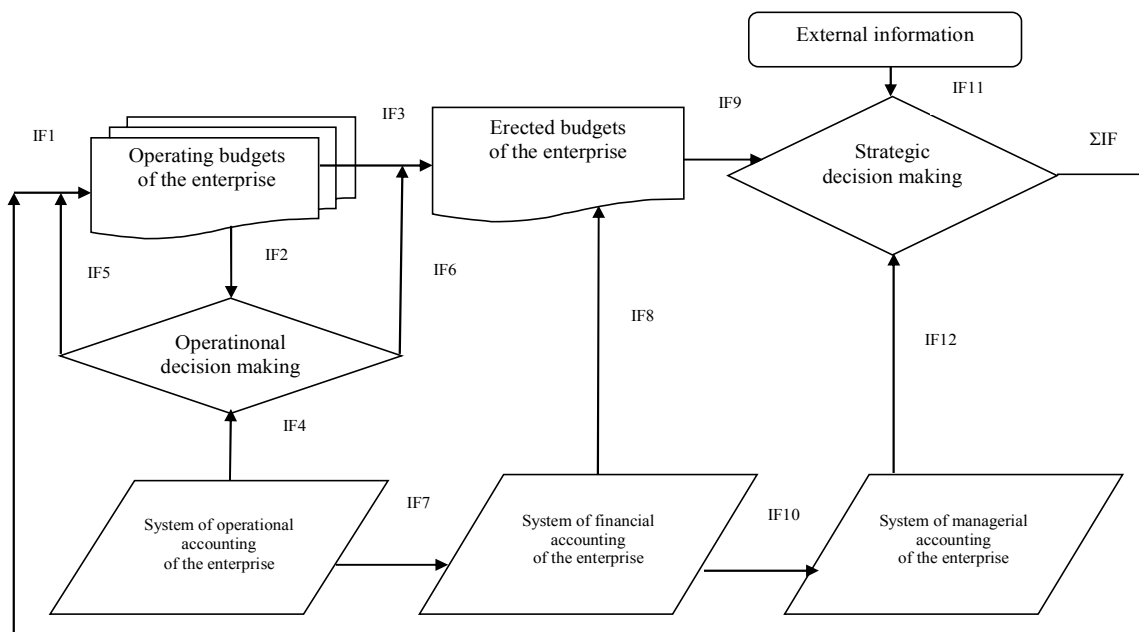 External information
IF11
IF1
IF3
IF9
ΣIF
Operating budgets
of the enterprise
Erected budgets
of the enterprise
Strategic
decision making
IF5
IF2
IF6
IF8
IF12
Operatinonal
decision making
IF4
IF7
IF10
System of operational
accounting
of the enterprise
System of financial
accounting
of the enterprise
System of managerial
accounting
of the enterprise